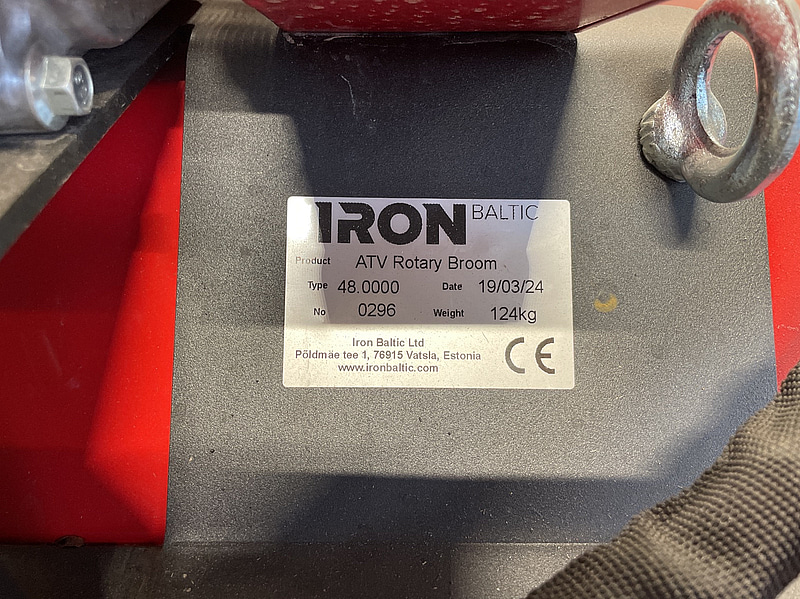 IRON BALTIC
Product ATV Rotary Broom
Type 48.0000 Date 19/03/24
No 0296 Weight 124kg
Iron Baltic Ltd
Põldmäe tee 1, 76915 Vatsla, Estonia
www.ironbaltic.com
CE